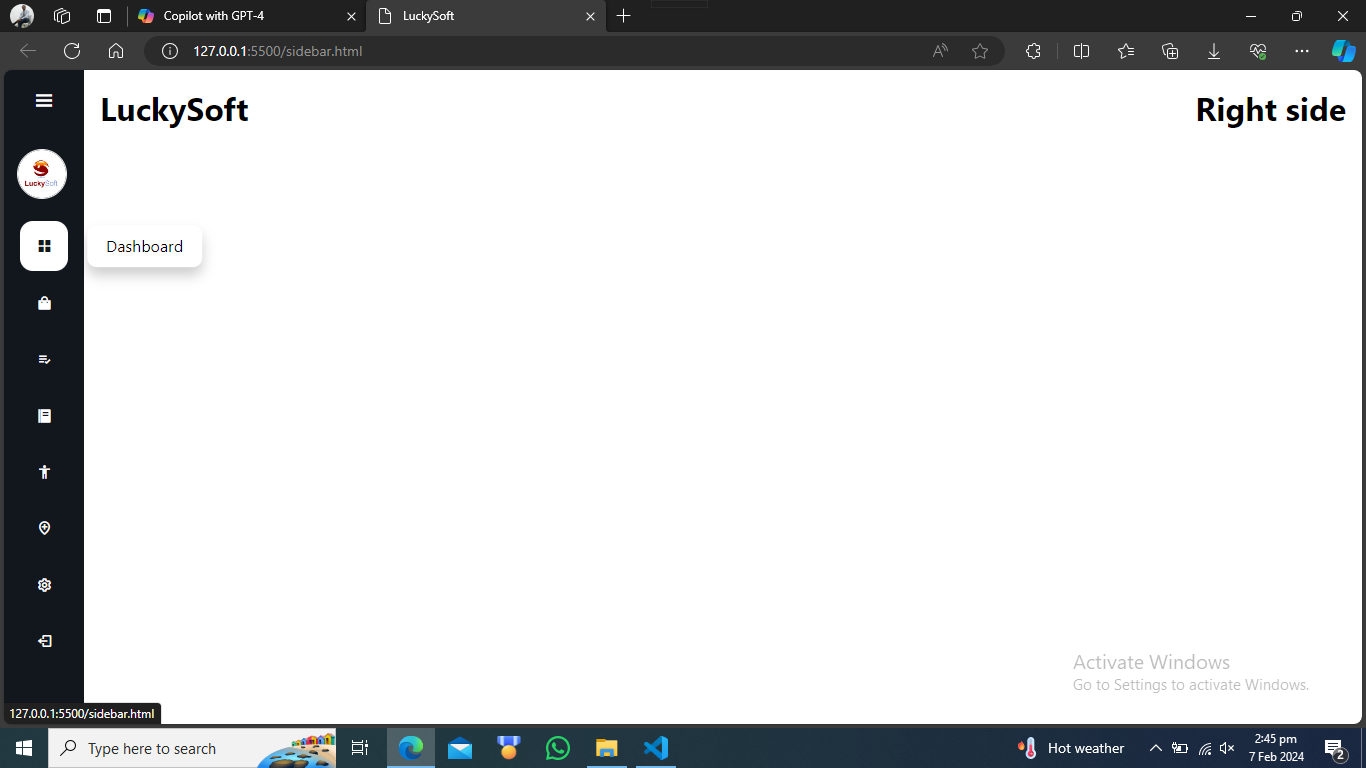 Copilot with GPT-4
LuckySoft
127.0.0.1:5500/sidebar.html
LuckySoft
Right side
LuckySoft
Dashboard
Activate Windows
Go to Settings to activate Windows.
127.0.0.1:5500/sidebar.html
Type here to search
Hot weather
2:45 pm
7 Feb 2024
2